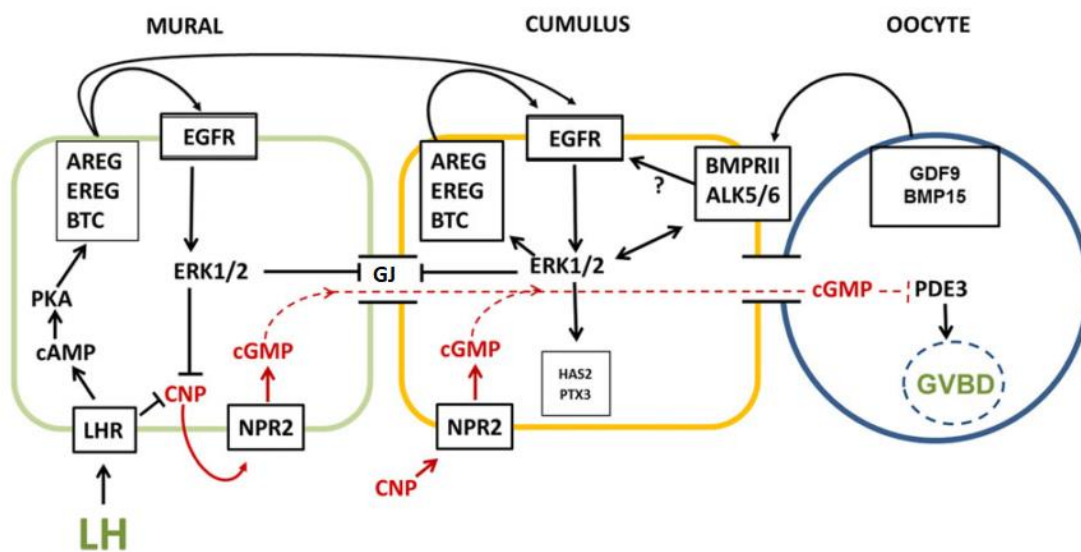 MURAL
CUMULUS
OOCYTE
EGFR
AREG
EREG
BTC
ERK1/2
PKA
cAMP
CNP
cGMP
LHR
NPR2
LH
GJ
EGFR
AREG
EREG
BTC
?
BMPRII
ALK5/6
ERK1/2
cGMP
HAS2
PTX3
NPR2
CNP
GDF9
BMP15
cGMP
PDE3
GVBD